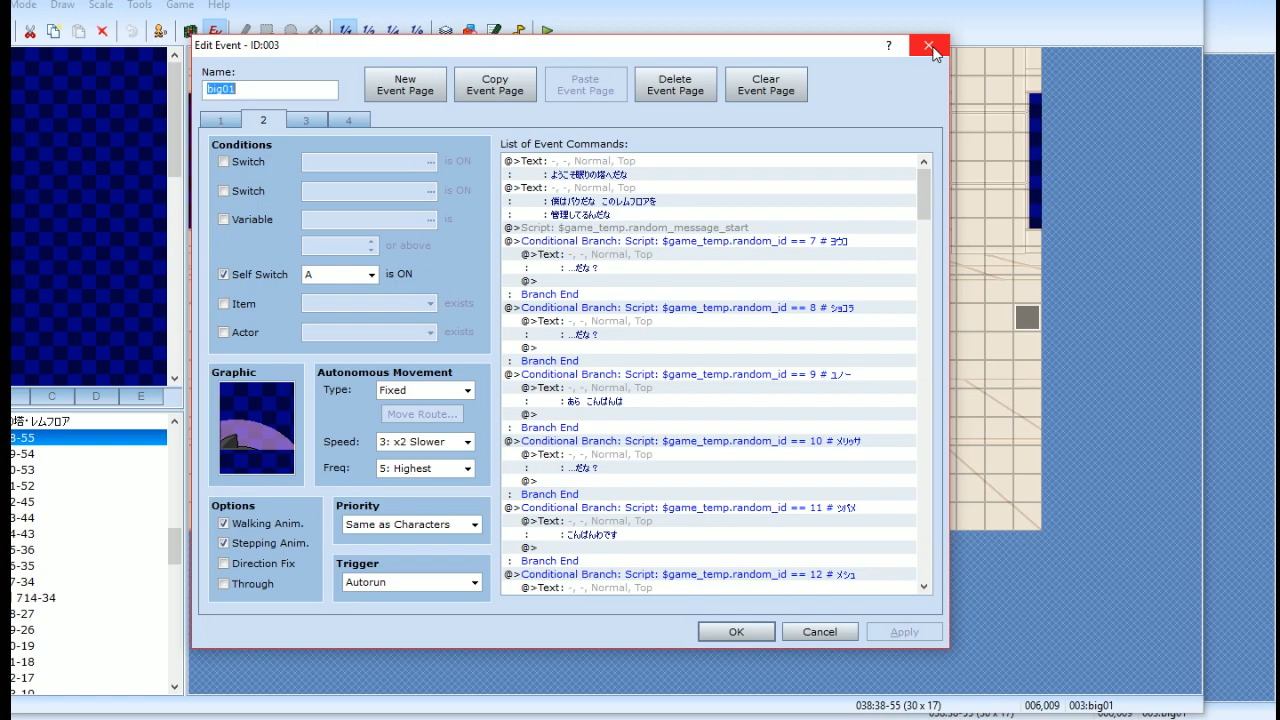 Mode Draw Scale Tools Game Help
Edit Event - ID:003
?
Name:
big01
New Event Page
Copy Event Page
Paste Event Page
Delete Event Page
Clear Event Page
1 2 3 4
Conditions
Switch ... is ON
Switch ... is ON
Variable ... is
or above
Self Switch A is ON
Item exists
Actor exists
Graphic
Autonomous Movement
Type: Fixed
Move Route...
Speed: 3: x2 Slower
Freq: 5: Highest
Options
Walking Anim.
Stepping Anim.
Direction Fix
Through
Priority
Same as Characters
Trigger
Autorun
List of Event Commands:
@>Text: -, -, Normal, Top
: : ようこそ眠りの塔へだな
@>Text: -, -, Normal, Top
: : 僕はバクだな このレムフロアを
: : 管理してるんだな
@>Script: $game_temp.random_message_start
@>Conditional Branch: Script: $game_temp.random_id == 7 # ヨウコ
@>Text: -, -, Normal, Top
: : …だな？
@>
: Branch End
@>Conditional Branch: Script: $game_temp.random_id == 8 # ショコラ
@>Text: -, -, Normal, Top
: : …だな？
@>
: Branch End
@>Conditional Branch: Script: $game_temp.random_id == 9 # ユノー
@>Text: -, -, Normal, Top
: : あら こんばんは
@>
: Branch End
@>Conditional Branch: Script: $game_temp.random_id == 10 # メリッサ
@>Text: -, -, Normal, Top
: : …だな？
@>
: Branch End
@>Conditional Branch: Script: $game_temp.random_id == 11 # ツバメ
@>Text: -, -, Normal, Top
: : こんばんわです
@>
: Branch End
@>Conditional Branch: Script: $game_temp.random_id == 12 # メシュ
@>Text: -, -, Normal, Top
OK Cancel Apply
C D E
の塔・レムフロア
8-55
9-54
0-53
1-52
2-45
3-44
4-43
5-36
6-35
7-34
714-34
8-27
9-26
0-19
1-18
2-17
3-10
038:38-55 (30 x 17) 006,009 003:big01